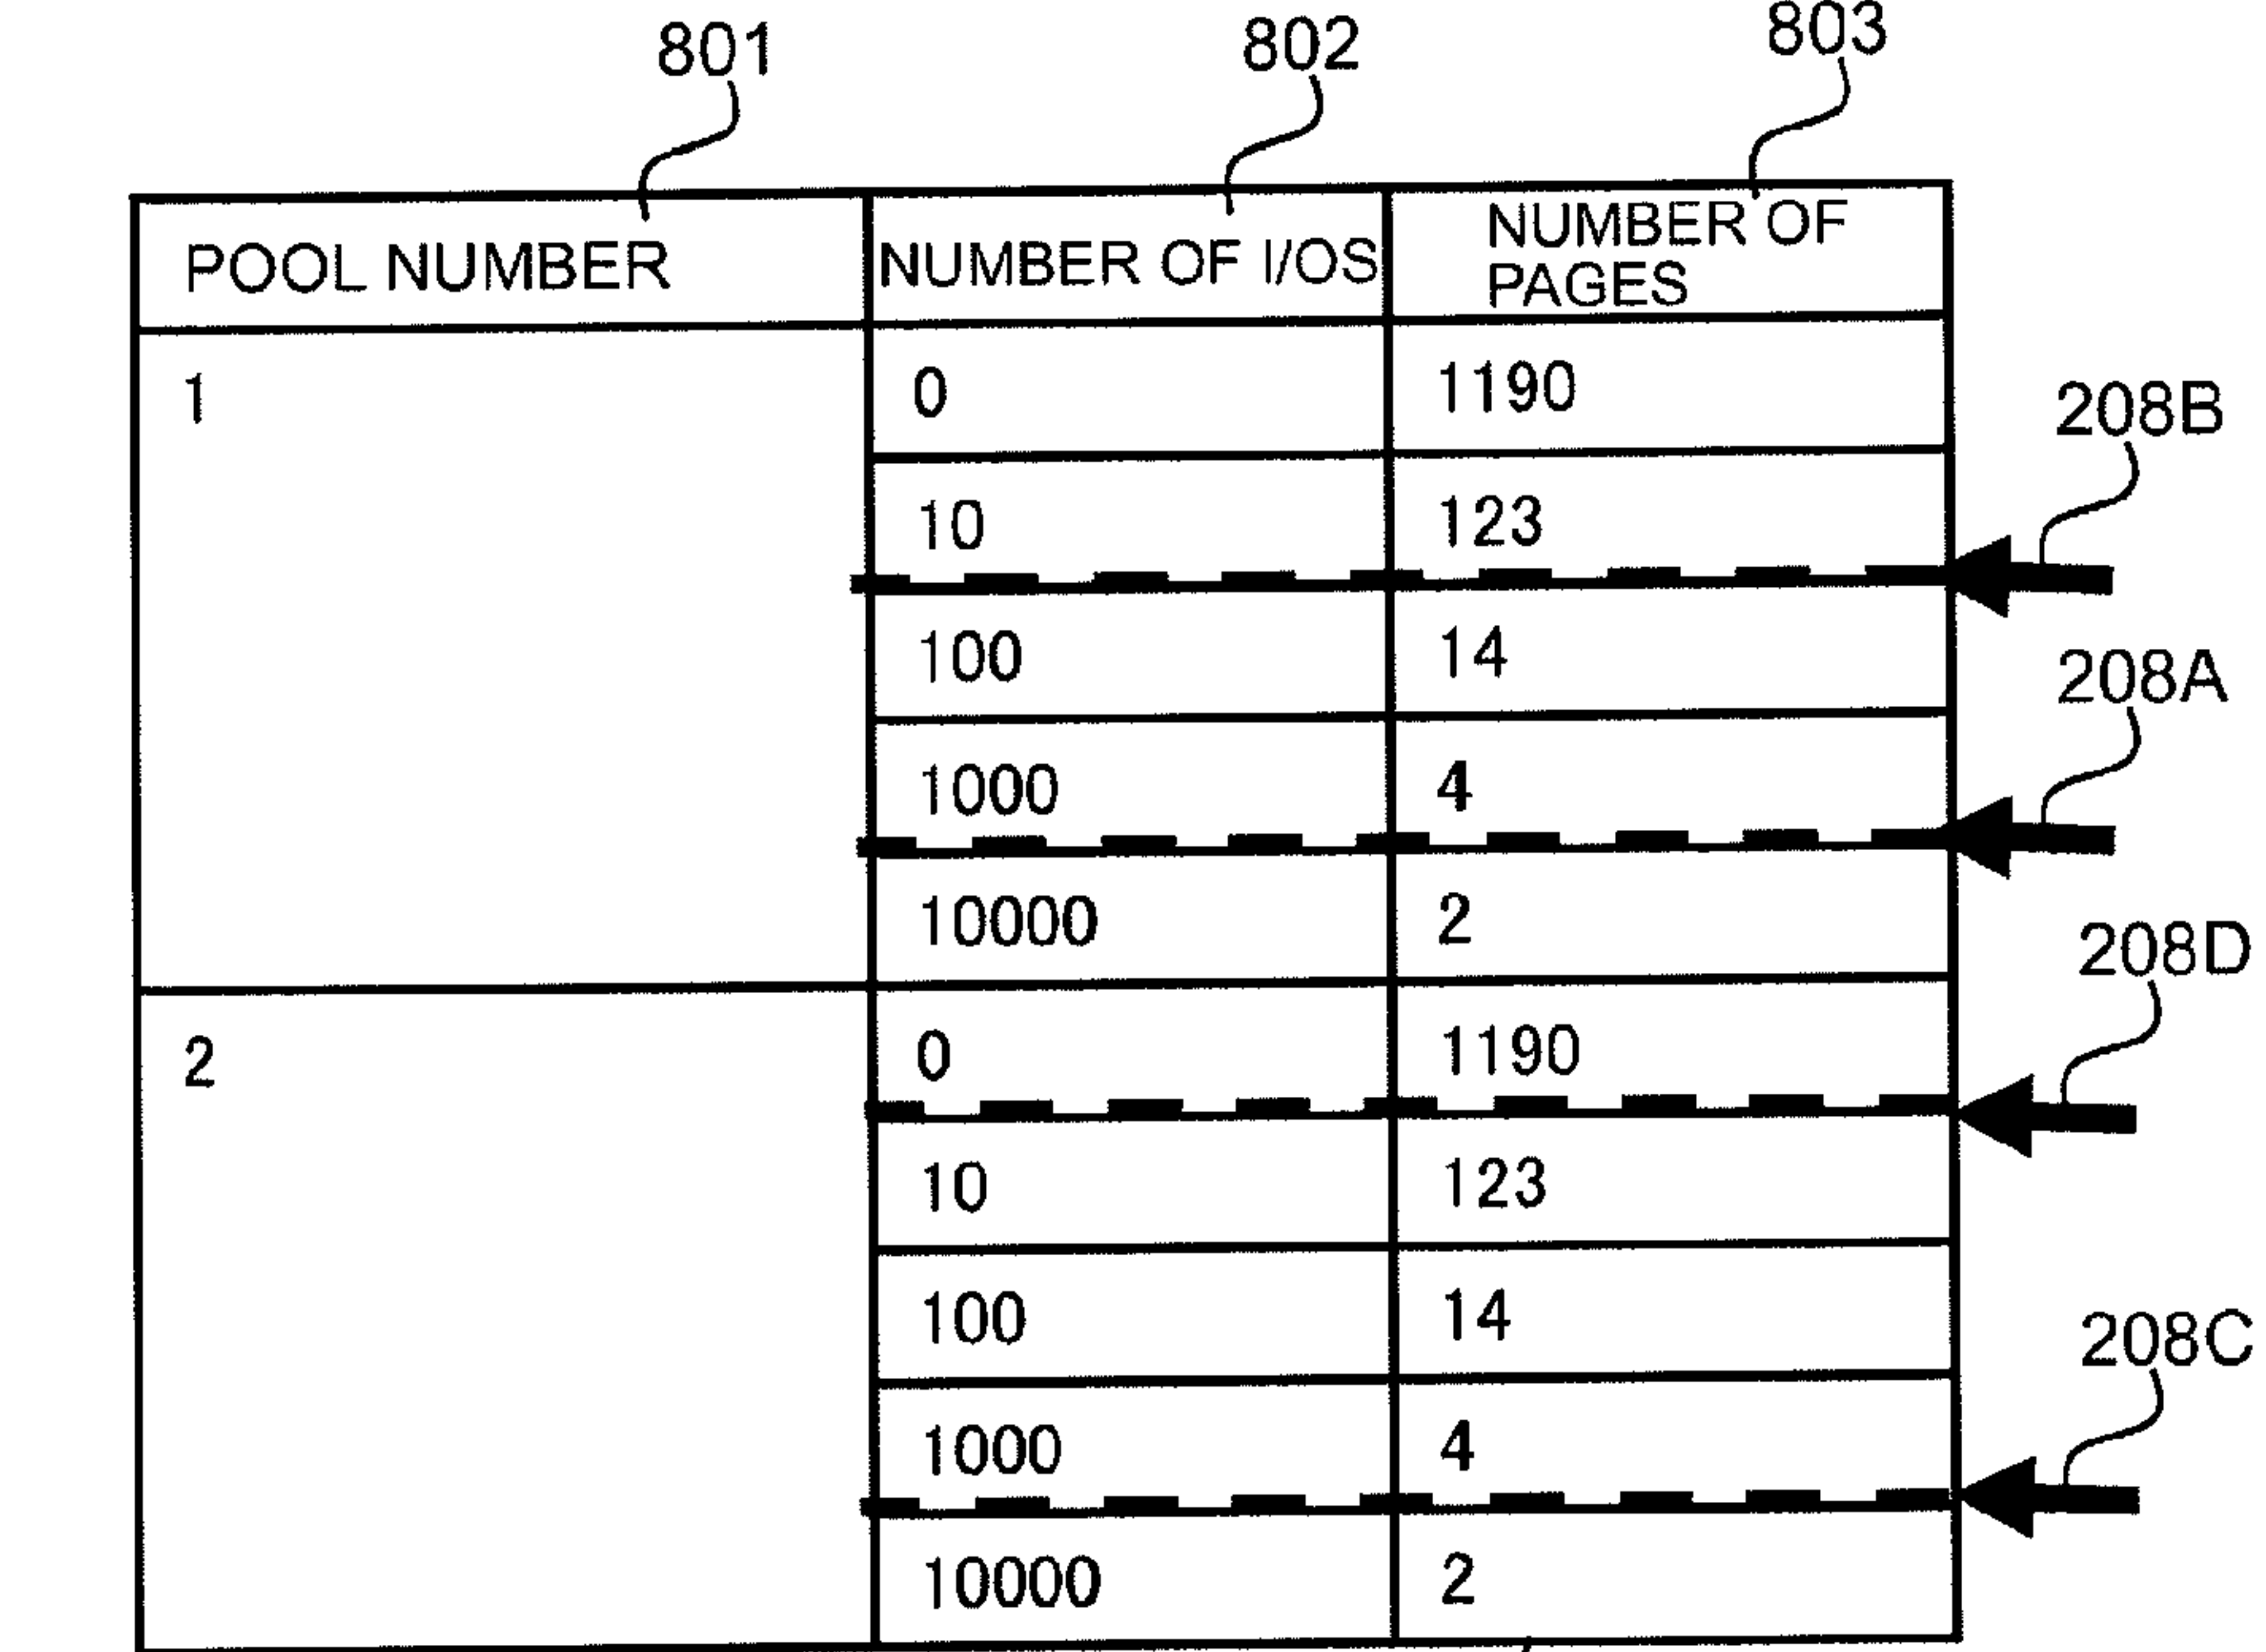 801 802 803
POOL NUMBER NUMBER OF I/OS NUMBER OF
PAGES
1 0 1190
208B
10 123
100 14
208A
1000 4
10000 2
208D
2 0 1190
10 123
100 14
208C
1000 4
10000 2